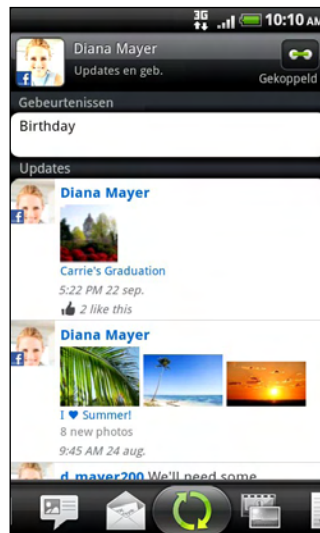 3G 10:10 AM
Diana Mayer
Updates en geb.
Gekoppeld
Gebeurtenissen
Birthday
Updates
Diana Mayer
Carrie's Graduation
5:22 PM 22 sep.
2 like this
Diana Mayer
I ♥ Summer!
8 new photos
9:45 AM 24 aug.
d_mayer200 We'll need some